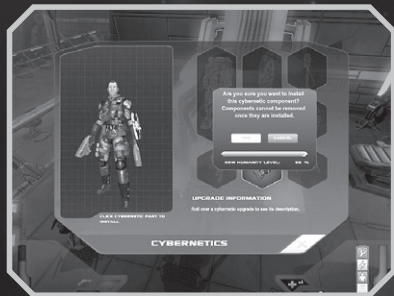 Are you sure you want to install
this cybernetic component?
Components cannot be removed
once they are installed.
CANCEL
NEW HUMANITY LEVEL:
UPGRADE INFORMATION
Roll over a cybernetic upgrade to see its description.
CLICK CYBERNETIC PART TO
INSTALL.
CYBERNETICS